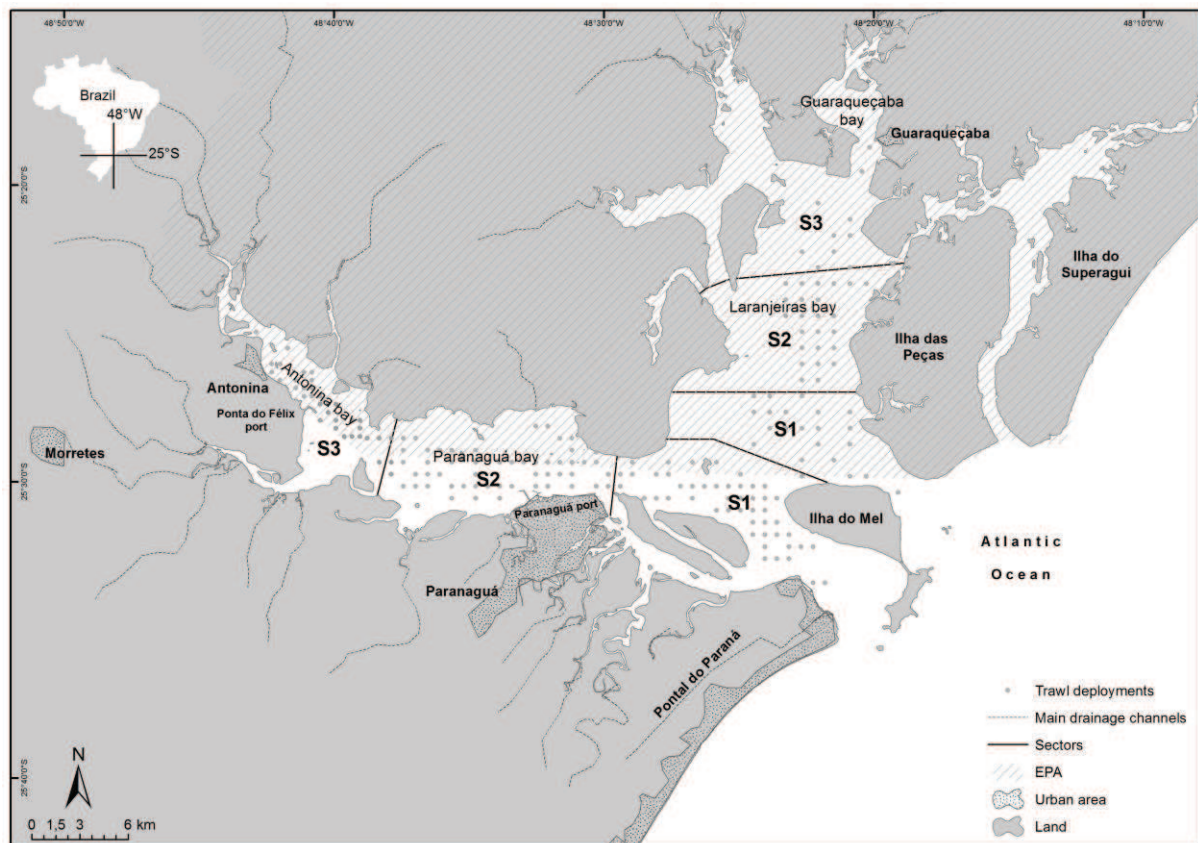 48°50'0"W
48°40'0"W
48°30'0"W
48°20'0"W
48°10'0"W
Brazil
48°W
25°S
25°20'0"S
25°30'0"S
25°40'0"S
Guaraqueçaba
bay
Guaraqueçaba
S3
Ilha do
Superagui
Laranjeiras bay
S2
Ilha das
Peças
Antonina
Antonina bay
Ponta do Félix
port
S3
S1
Morretes
Paranaguá bay
S2
Paranaguá port
S1
Ilha do Mel
Atlantic
Ocean
Paranaguá
Pontal do Paraná
Trawl deployments
Main drainage channels
Sectors
EPA
Urban area
Land
N
0 1,5 3 6 km